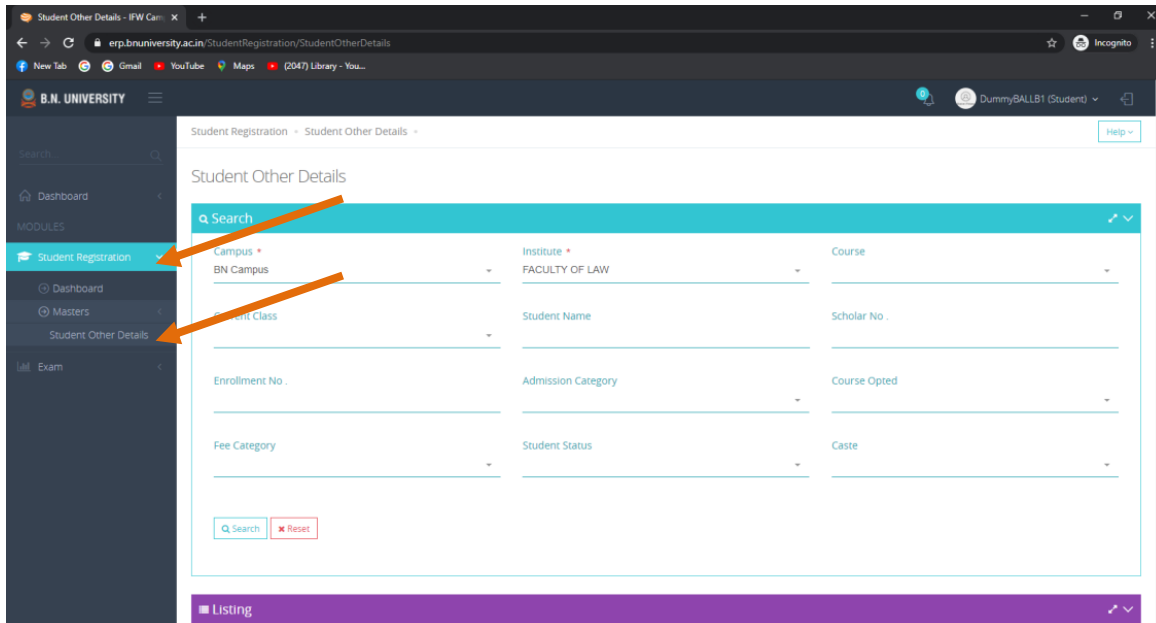 Student Other Details - IFW Cam
erp.bnuniversity.ac.in/StudentRegistration/StudentOtherDetails
Incognito
New Tab G G Gmail YouTube Maps (2047) Library - You...
B.N. UNIVERSITY
0
DummyBALLB1 (Student)
Student Registration Student Other Details
Help
Search..
Student Other Details
Dashboard
MODULES
Student Registration
Dashboard
Masters
Student Other Details
Exam
Search
Campus *
Institute *
Course
BN Campus
FACULTY OF LAW
Class
Student Name
Scholar No .
Enrollment No .
Admission Category
Course Opted
Fee Category
Student Status
Caste
Search
Reset
Listing